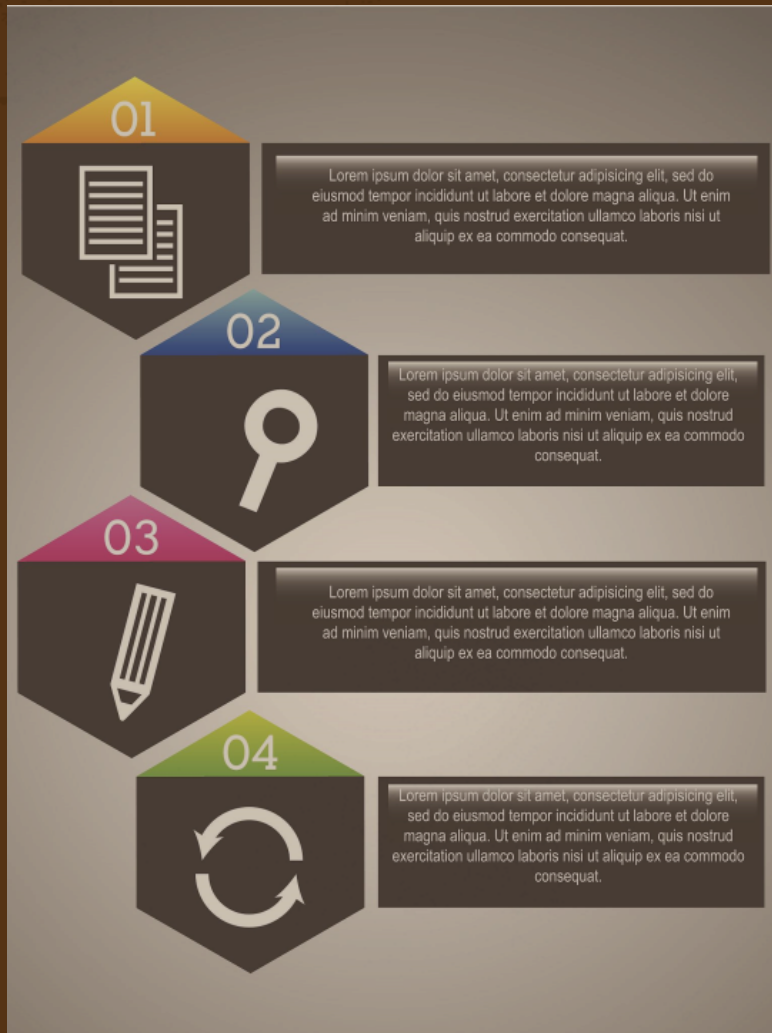 01
Lorem ipsum dolor sit amet, consectetur adipisicing elit, sed do
eiusmod tempor incididunt ut labore et dolore magna aliqua. Ut enim
ad minim veniam, quis nostrud exercitation ullamco laboris nisi ut
aliquip ex ea commodo consequat.
02
Lorem ipsum dolor sit amet, consectetur adipisicing elit,
sed do eiusmod tempor incididunt ut labore et dolore
magna aliqua. Ut enim ad minim veniam, quis nostrud
exercitation ullamco laboris nisi ut aliquip ex ea commodo
consequat.
03
Lorem ipsum dolor sit amet, consectetur adipisicing elit, sed do
eiusmod tempor incididunt ut labore et dolore magna aliqua. Ut enim
ad minim veniam, quis nostrud exercitation ullamco laboris nisi ut
aliquip ex ea commodo consequat.
04
Lorem ipsum dolor sit amet, consectetur adipisicing elit,
sed do eiusmod tempor incididunt ut labore et dolore
magna aliqua. Ut enim ad minim veniam, quis nostrud
exercitation ullamco laboris nisi ut aliquip ex ea commodo
consequat.